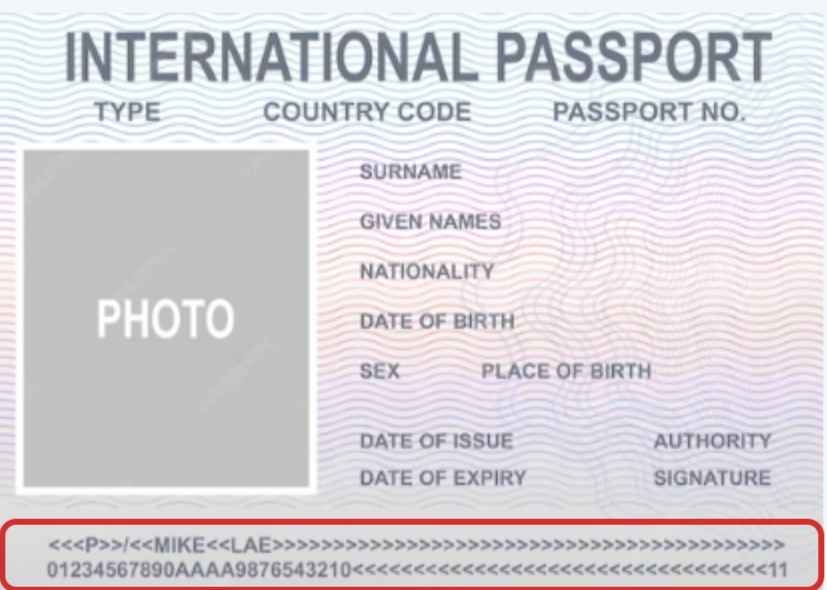 INTERNATIONAL PASSPORT
TYPE COUNTRY CODE PASSPORT NO.
SURNAME
GIVEN NAMES
NATIONALITY
PHOTO
DATE OF BIRTH
SEX PLACE OF BIRTH
DATE OF ISSUE AUTHORITY
DATE OF EXPIRY SIGNATURE
<<<P>>/<<MIKE<<LAE>>>>>>>>>>>>>>>>>>>>>>>>>>>>>>>>>>>>>>>>>
01234567890AAAA9876543210<<<<<<<<<<<<<<<<<<<<<<<<<<<<<<<<<<11